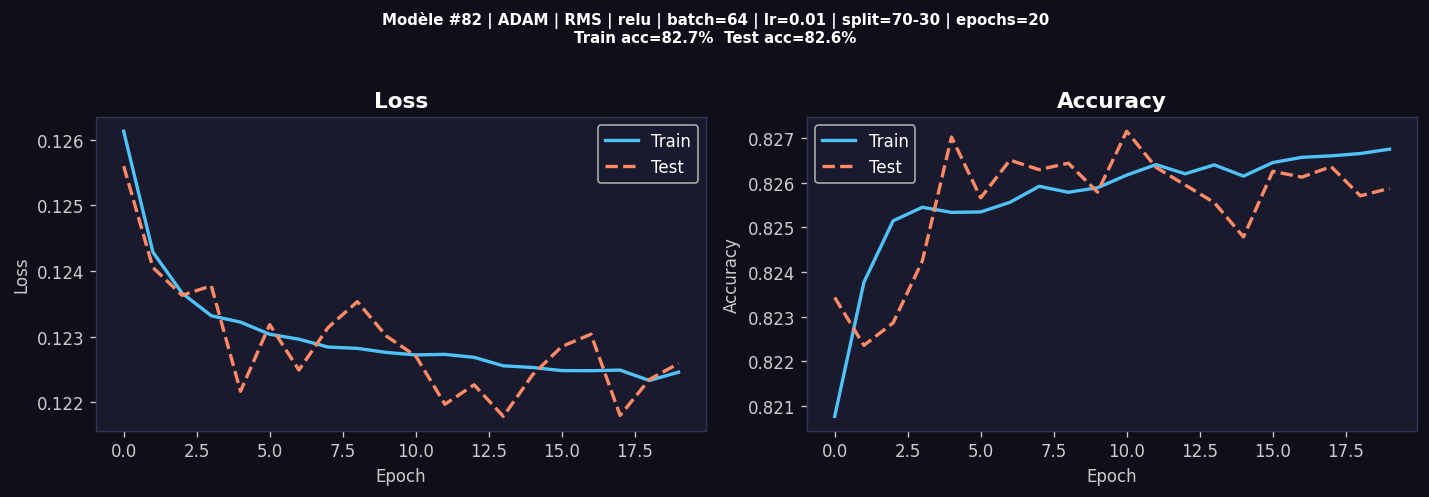 Modèle #82 | ADAM | RMS | relu | batch=64 | lr=0.01 | split=70-30 | epochs=20
Train acc=82.7%  Test acc=82.6%
Loss
Train
Test
0.126
0.125
0.124
0.123
0.122
Loss
0.0 2.5 5.0 7.5 10.0 12.5 15.0 17.5
Epoch
Accuracy
Train
Test
0.827
0.826
0.825
0.824
0.823
0.822
0.821
Accuracy
0.0 2.5 5.0 7.5 10.0 12.5 15.0 17.5
Epoch